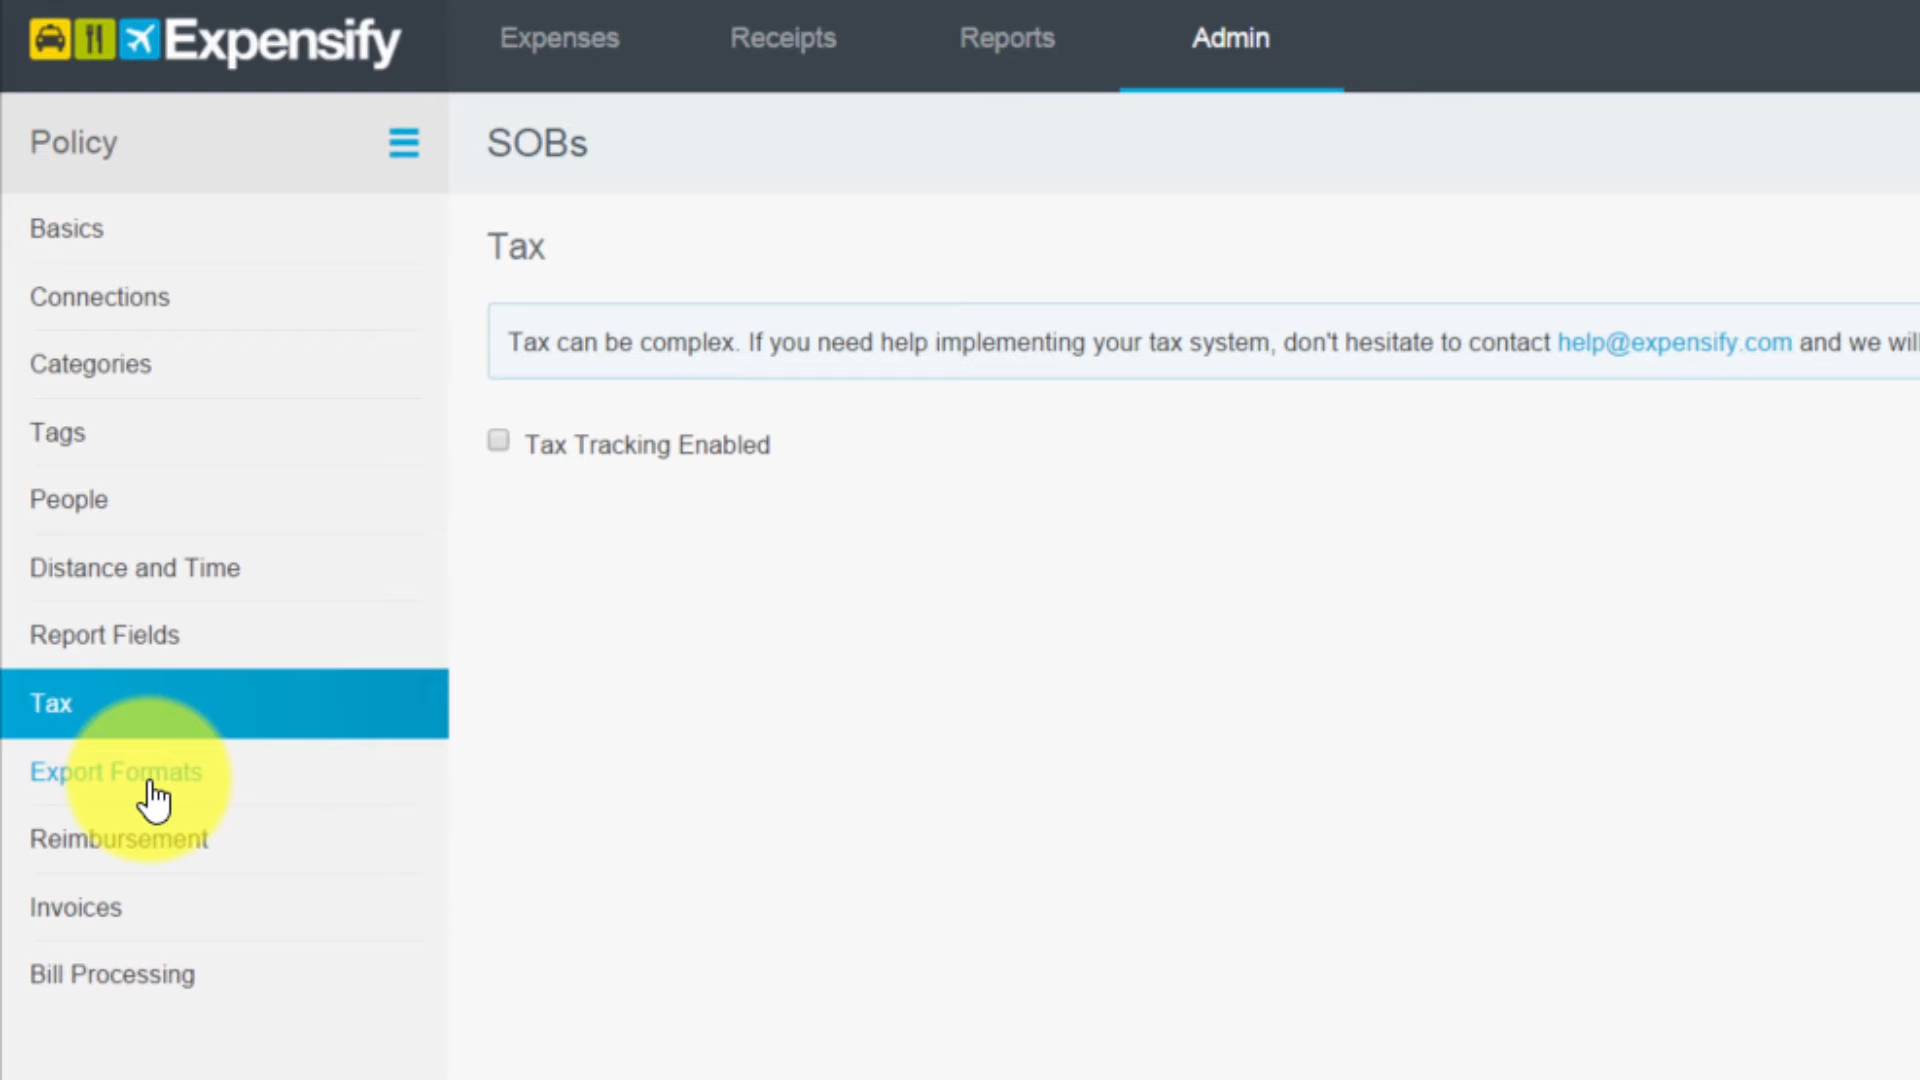 Expensify
Expenses
Receipts
Reports
Admin
Policy
SOBs
Basics
Connections
Categories
Tags
People
Distance and Time
Report Fields
Tax
Export Formats
Reimbursement
Invoices
Bill Processing
Tax
Tax can be complex. If you need help implementing your tax system, don't hesitate to contact help@expensify.com and we will
Tax Tracking Enabled